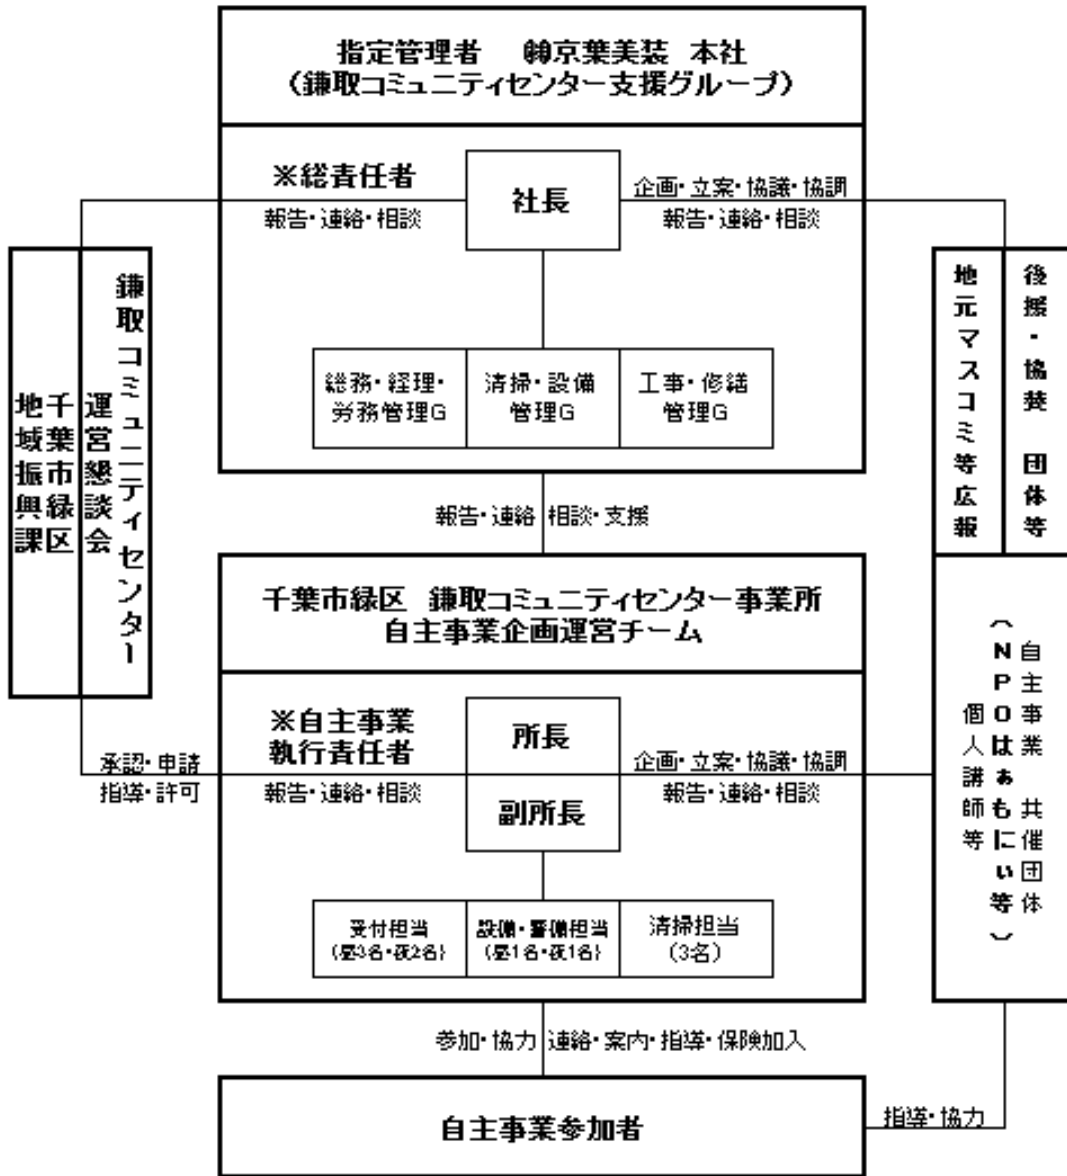 指定管理者 ㈱京葉美装 本社
(鎌取コミュニティセンター支援グループ)
※総責任者
社長
企画・立案・協議・協調
報告・連絡・相談
報告・連絡・相談
総務・経理・
労務管理G
清掃・設備
管理G
工事・修繕
管理G
鎌取コミュニティセンター
運営懇談会
千葉市緑区
地域振興課
後援・協賛 団体等
地元マスコミ等広報
報告・連絡 相談・支援
千葉市緑区 鎌取コミュニティセンター事業所
自主事業企画運営チーム
※自主事業
執行責任者
所長
副所長
企画・立案・協議・協調
報告・連絡・相談
報告・連絡・相談
承認・申請
指導・許可
自主事業 共催団体
(NPOはぁもにぃ等)
個人講師等
受付担当
(昼3名・夜2名)
設備・警備担当
(昼1名・夜1名)
清掃担当
(3名)
参加・協力 連絡・案内・指導・保険加入
自主事業参加者
指導・協力